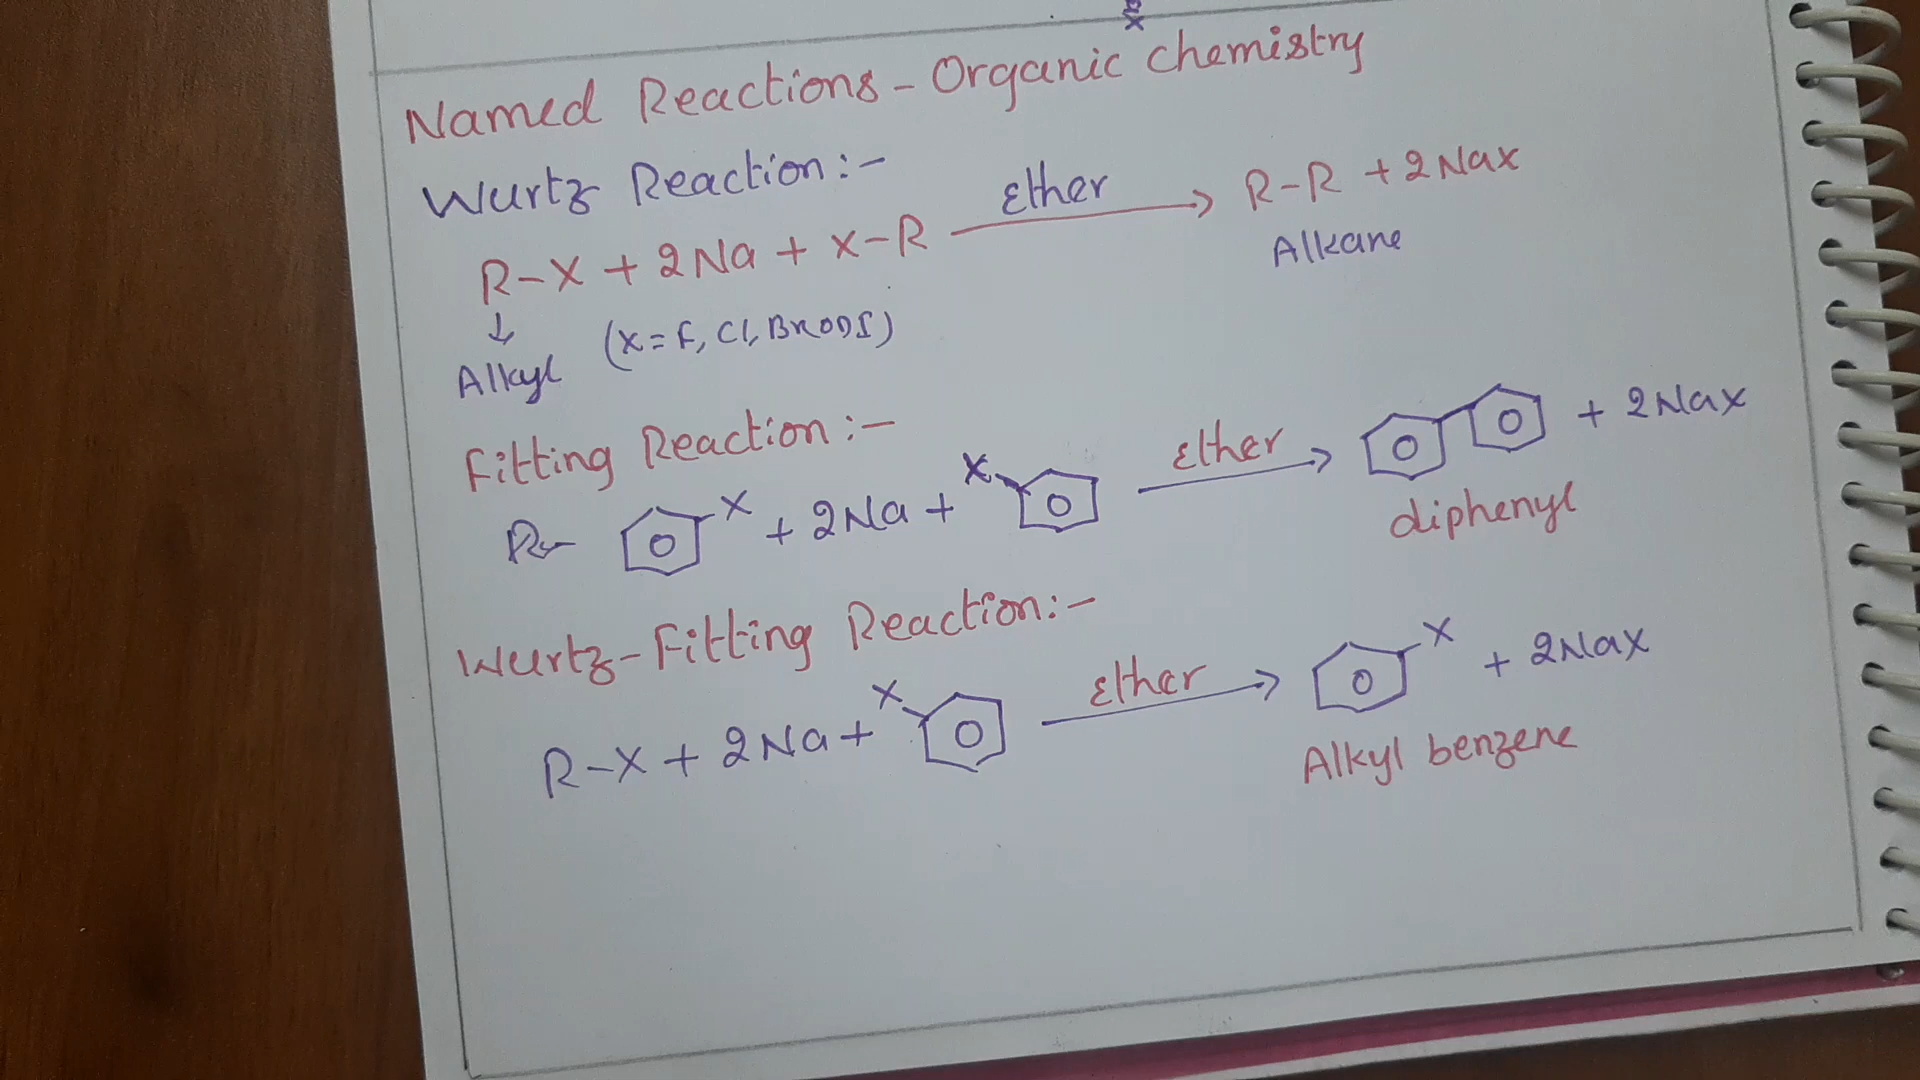 Named Reactions - Organic chemistry
Wurtz Reaction :-
R-X + 2Na + X-R Ether → R-R + 2NaX
↓ Alkane
Alkyl (X = F, Cl, Br or I)
Fitting Reaction :-
X + 2Na + X Ether → + 2NaX
diphenyl
Wurtz-Fitting Reaction :-
R-X + 2Na + X Ether → X + 2NaX
Alkyl benzene